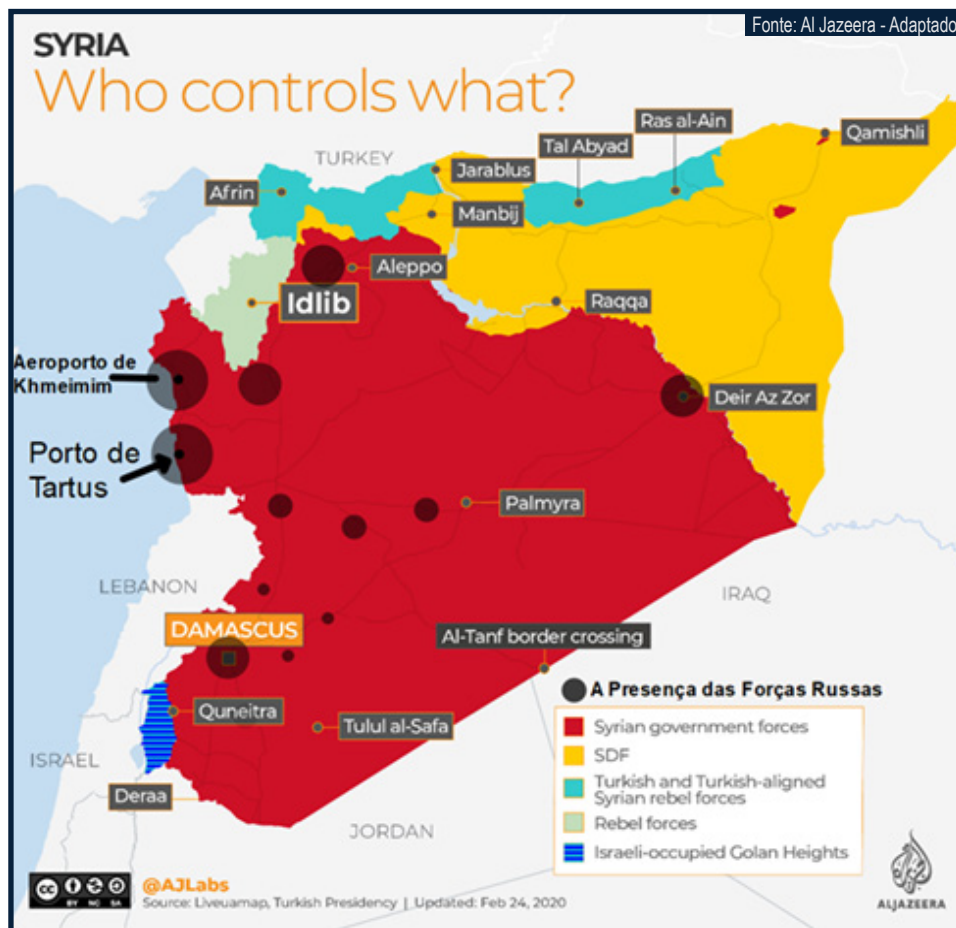 Fonte: Al Jazeera - Adaptado
SYRIA
Who controls what?
TURKEY
Afrin
Jarablus
Manbij
Tal Abyad
Ras al-Ain
Qamishli
Aleppo
Idlib
Raqqa
Aeroporto de
Khmeimim
Deir Az Zor
Porto de
Tartus
Palmyra
LEBANON
IRAQ
DAMASCUS
Al-Tanf border crossing
Quneitra
Tulul al-Safa
ISRAEL
Deraa
JORDAN
A Presença das Forças Russas
Syrian government forces
SDF
Turkish and Turkish-aligned
Syrian rebel forces
Rebel forces
Israeli-occupied Golan Heights
cc
BY NC SA
@AJLabs
Source: Liveuamap, Turkish Presidency | Updated: Feb 24, 2020
ALJAZEERA